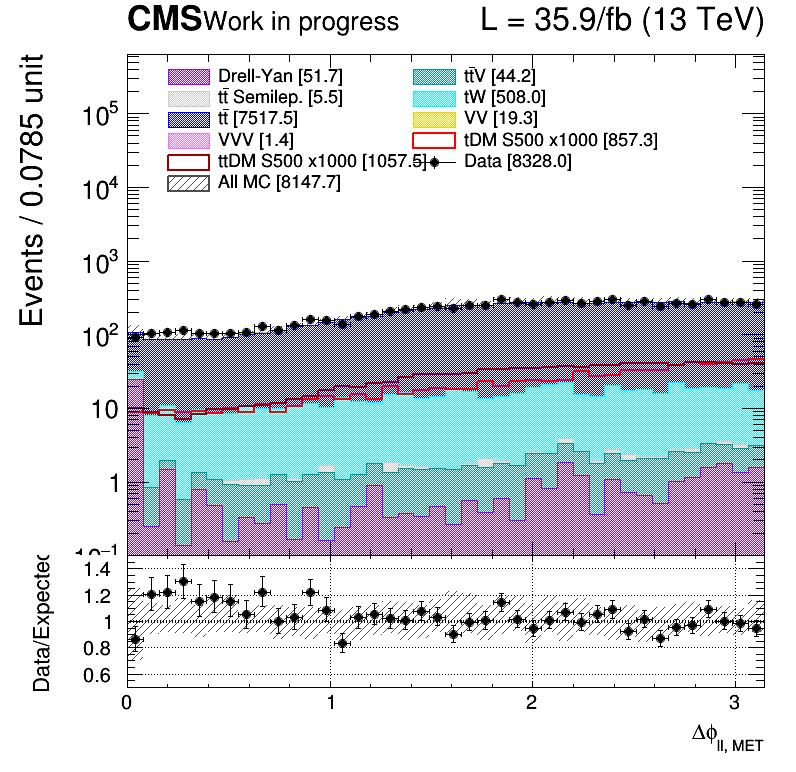 CMS Work in progress L = 35.9/fb (13 TeV)
Events / 0.0785 unit
Drell-Yan [51.7]
tt̄ Semilep. [5.5]
tt̄ [7517.5]
VVV [1.4]
ttDM S500 x1000 [1057.5]
All MC [8147.7]
tt̄V [44.2]
tW [508.0]
VV [19.3]
tDM S500 x1000 [857.3]
Data [8328.0]
10⁵
10⁴
10³
10²
10
1
10⁻¹
Data/Expected
1.4
1.2
1
0.8
0.6
0 1 2 3
Δϕ_ll, MET